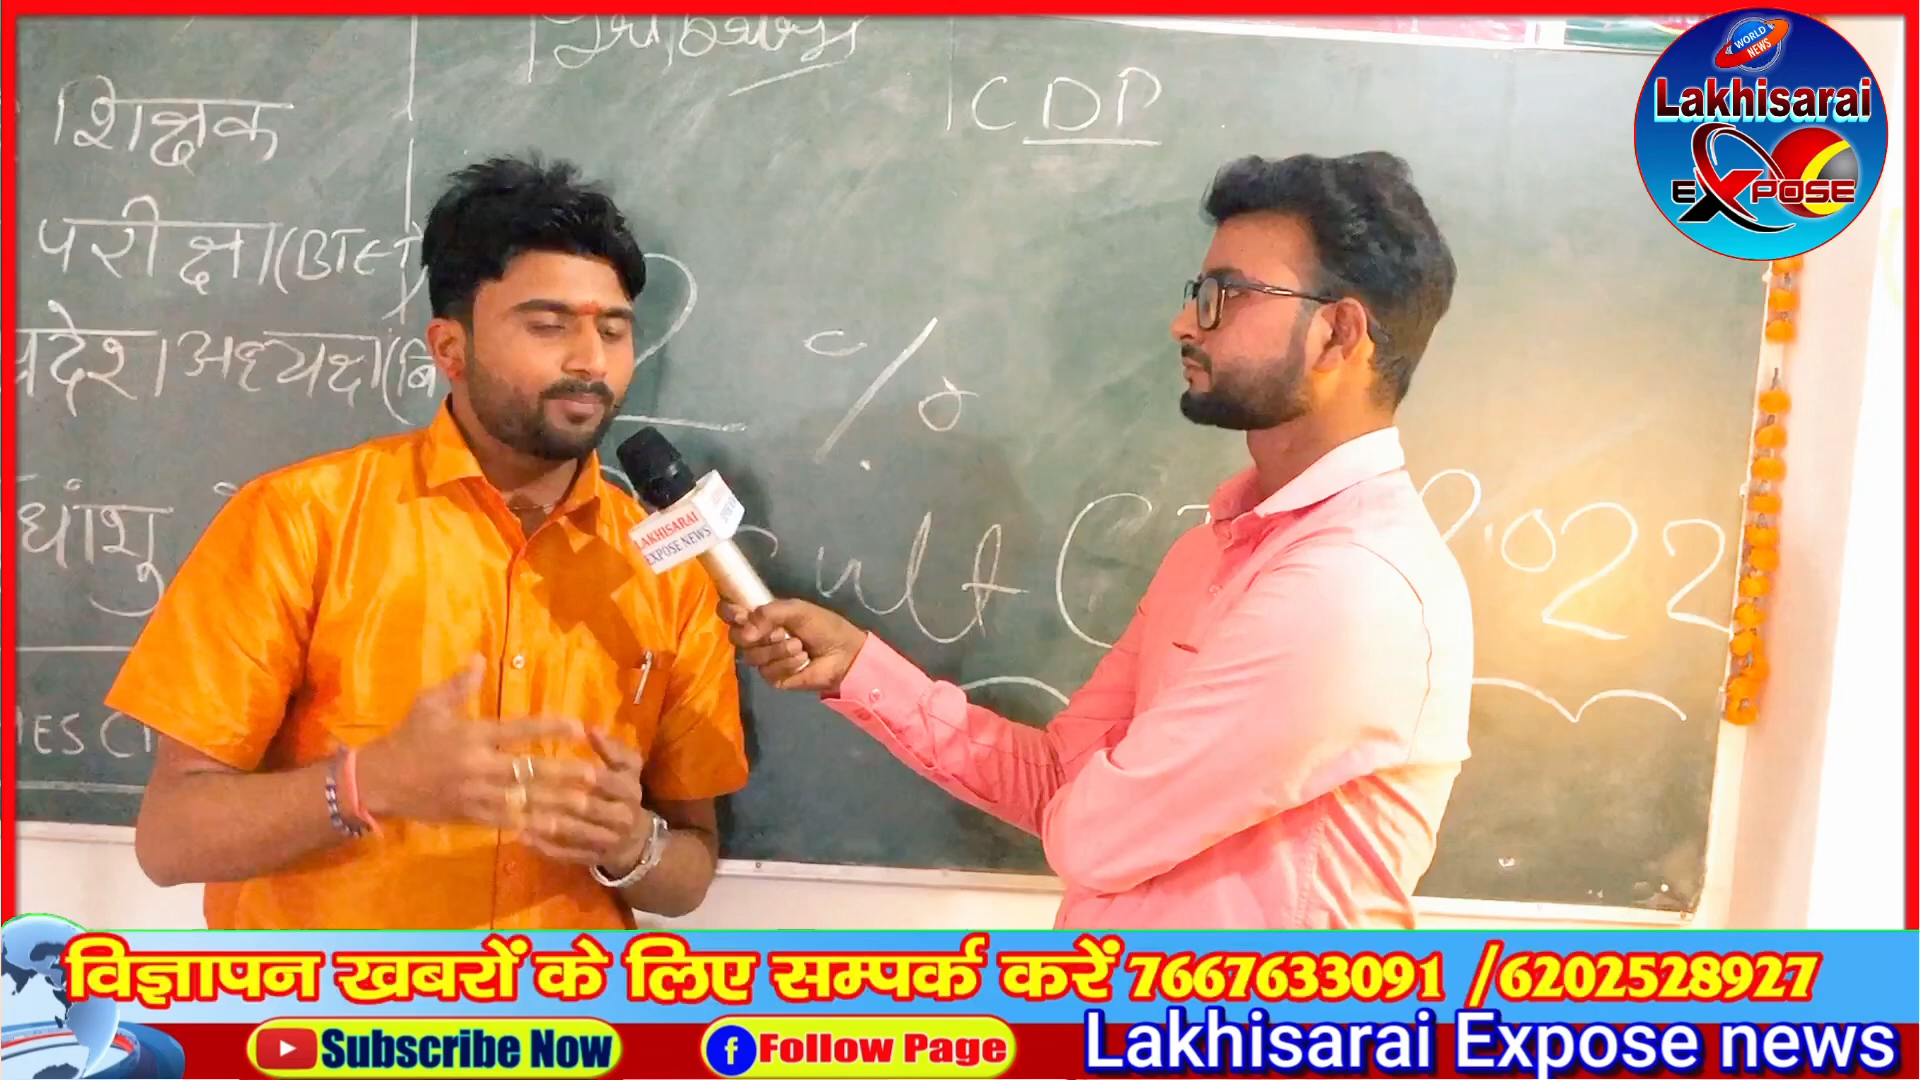 CDP
शिक्षक
परीक्षा (BTET)
प्रदेश अध्यक्ष (बि
%
2022
WORLD NEWS
Lakhisarai
EXPOSE
LAKHISARAI
EXPOSE NEWS
विज्ञापन खबरों के लिए सम्पर्क करें 7667633091 /6202528927
Subscribe Now
Follow Page
Lakhisarai Expose news